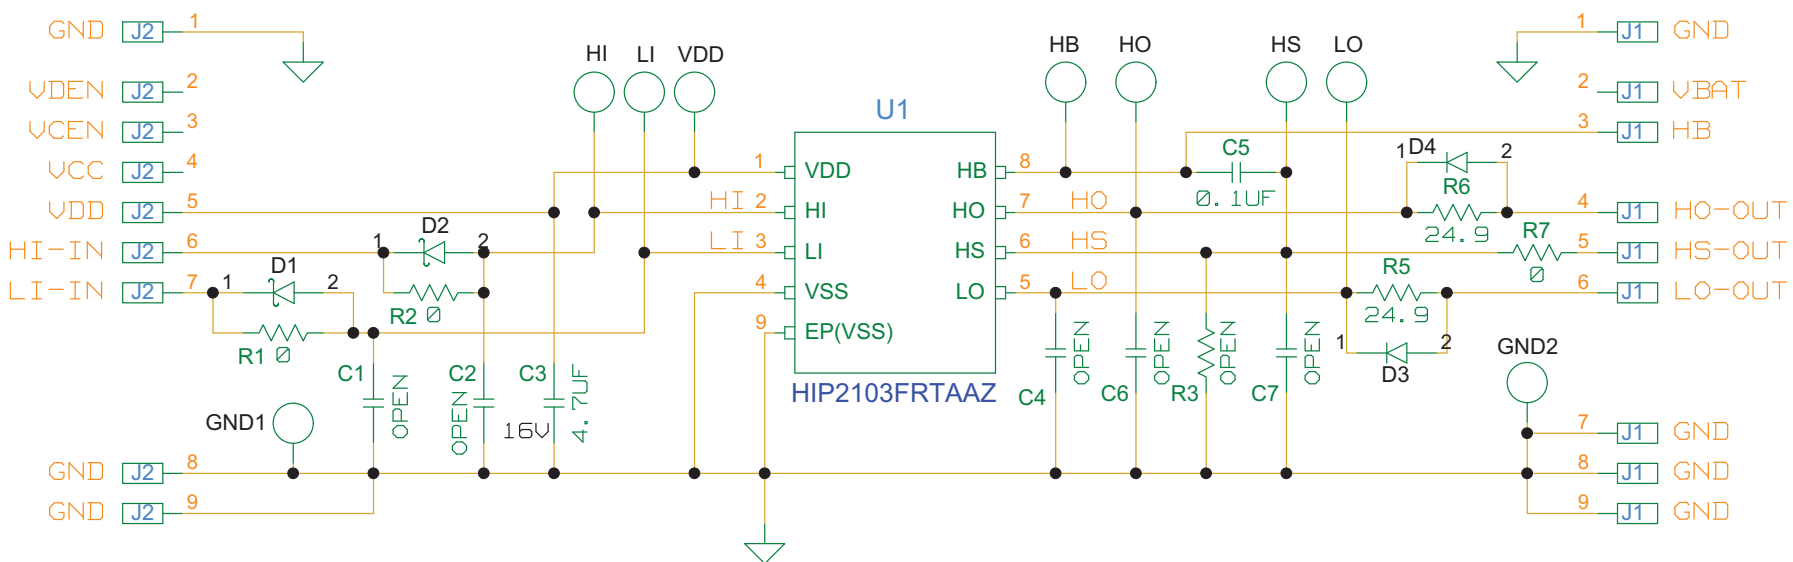 GND J2 1
VDEN J2 2
VCEN J2 3
VCC J2 4
VDD J2 5
HI-IN J2 6
LI-IN J2 7
GND J2 8
GND J2 9
1 D2 2
R2 0
1 D1 2
R1 0
C1 OPEN
C2 OPEN
C3 4.7UF
16V
GND1
HI LI VDD
U1
1 VDD
HI 2 HI
LI 3 LI
4 VSS
9 EP(VSS)
HB 8
HO 7 HO
HS 6 HS
LO 5 LO
HIP2103FRTAAZ
HB HO HS LO
C5
0.1UF
1 D4 2
R6
24.9
R7
0
R5
24.9
1 D3 2
C4 OPEN
C6 OPEN
R3 OPEN
C7 OPEN
GND2
1 J1 GND
2 J1 VBAT
3 J1 HB
4 J1 HO-OUT
5 J1 HS-OUT
6 J1 LO-OUT
7 J1 GND
8 J1 GND
9 J1 GND